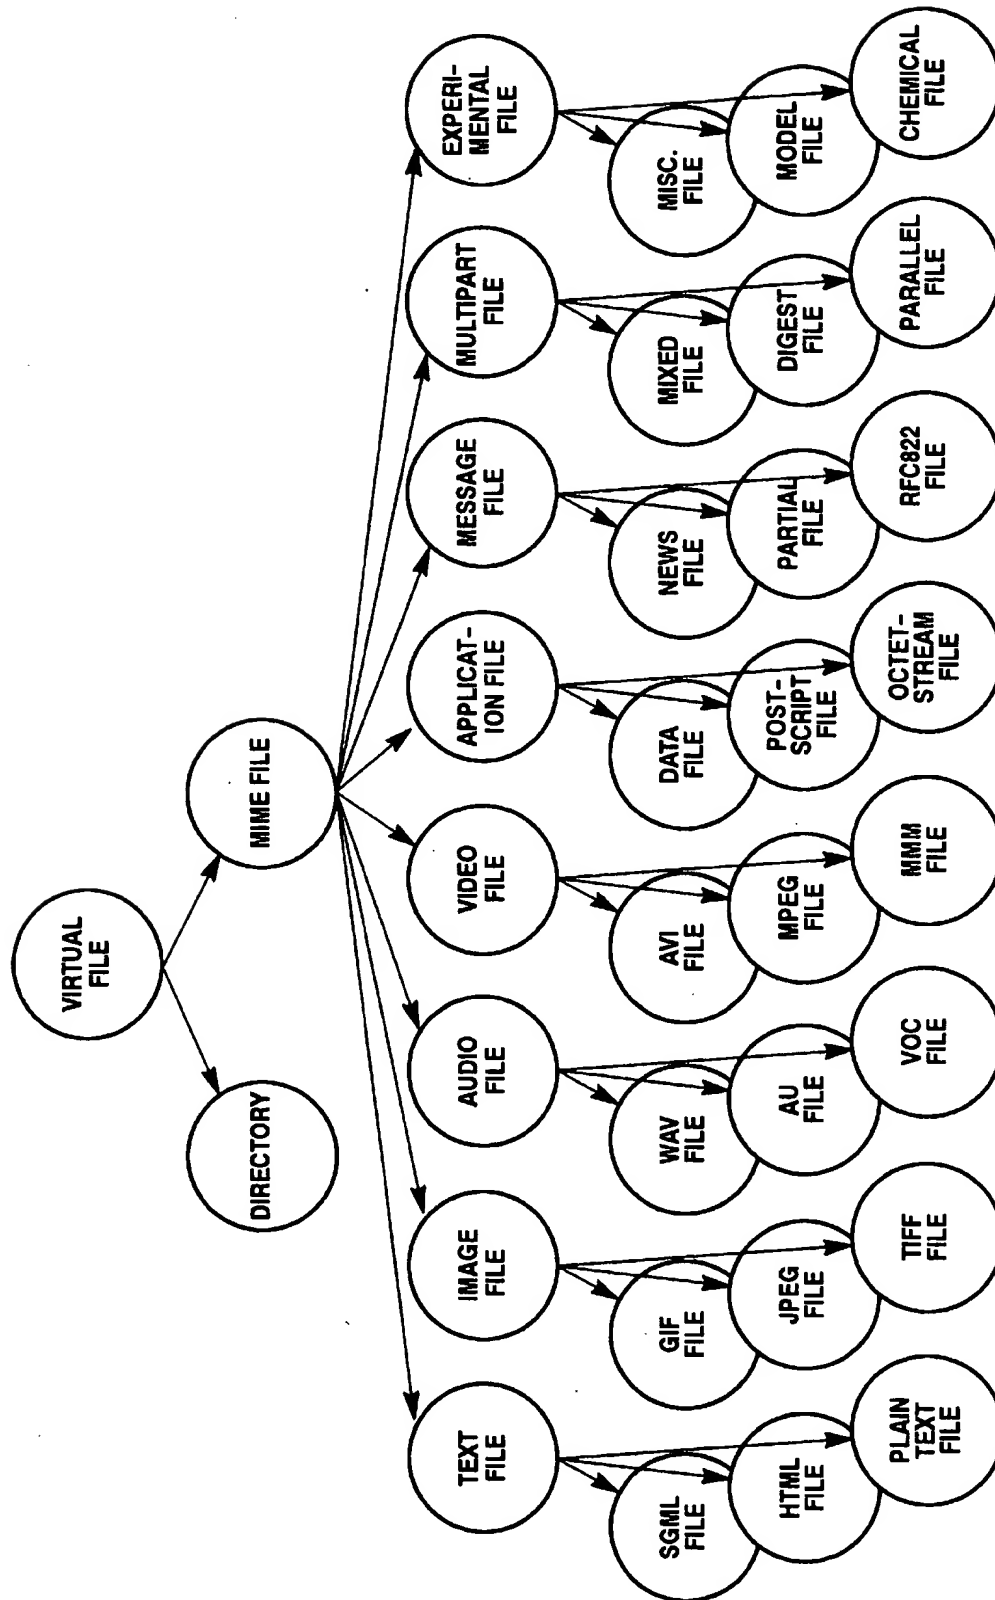 VIRTUAL
FILE
DIRECTORY
MIME FILE
TEXT
FILE
IMAGE
FILE
AUDIO
FILE
VIDEO
FILE
APPLICAT-
ION FILE
MESSAGE
FILE
MULTIPART
FILE
EXPERI-
MENTAL
FILE
SGML
FILE
HTML
FILE
PLAIN
TEXT
FILE
GIF
FILE
JPEG
FILE
TIFF
FILE
WAV
FILE
AU
FILE
VOC
FILE
AVI
FILE
MPEG
FILE
MMM
FILE
DATA
FILE
POST-
SCRIPT
FILE
OCTET-
STREAM
FILE
NEWS
FILE
PARTIAL
FILE
RFC822
FILE
MIXED
FILE
DIGEST
FILE
PARALLEL
FILE
MISC.
FILE
MODEL
FILE
CHEMICAL
FILE